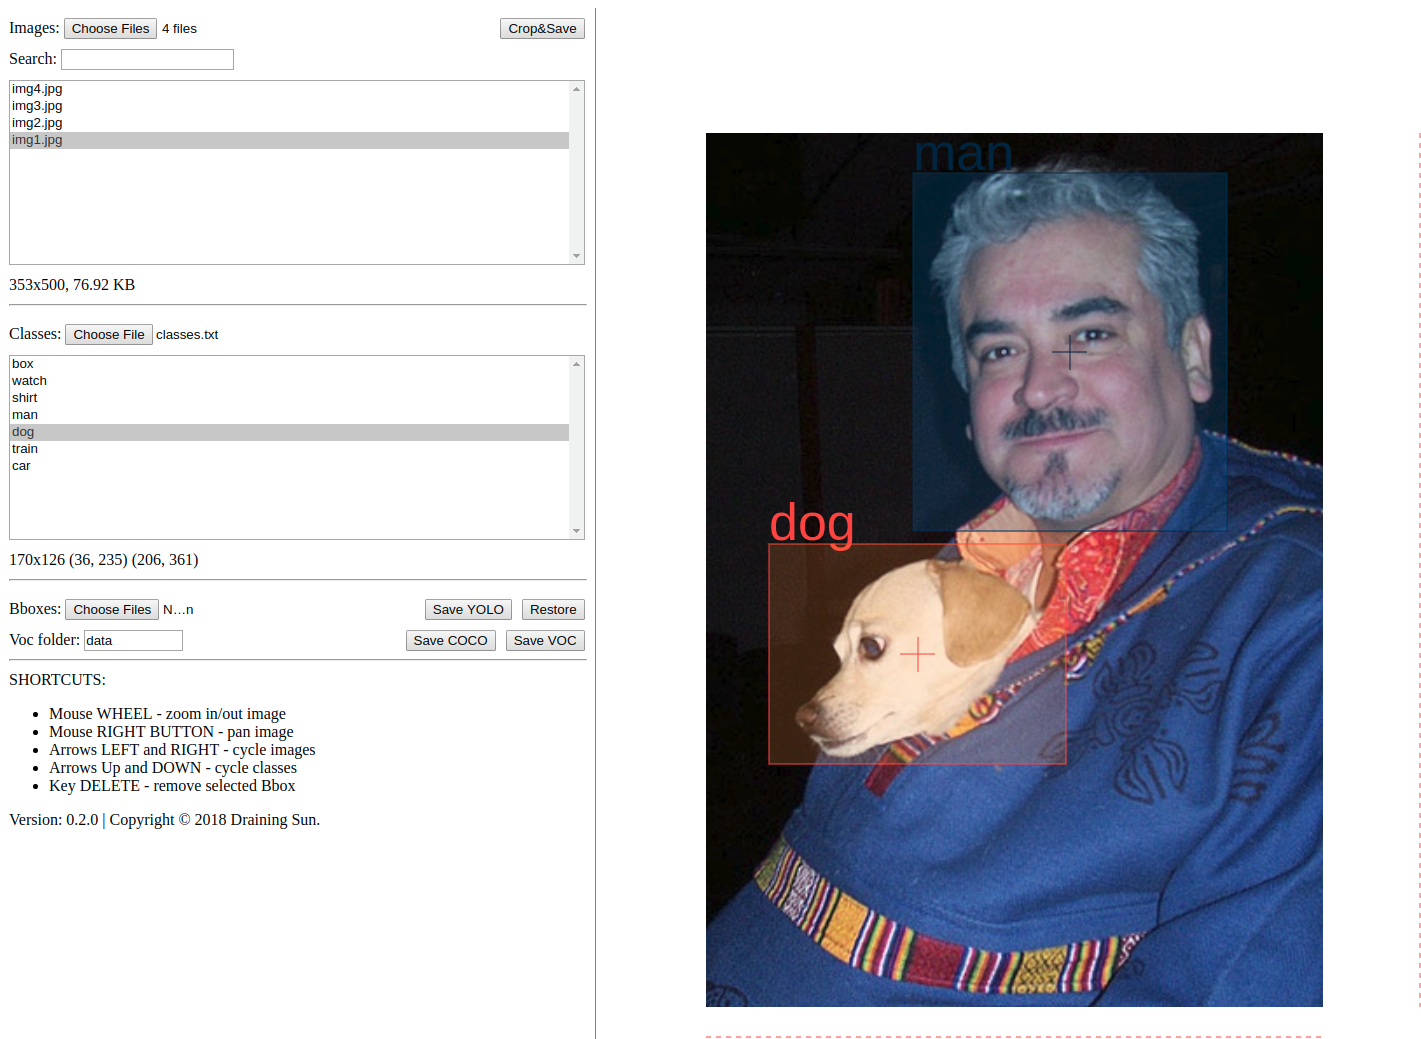 Images: Choose Files 4 files Crop&Save
Search:
img4.jpg
img3.jpg
img2.jpg
img1.jpg
353x500, 76.92 KB
Classes: Choose File classes.txt
box
watch
shirt
man
dog
train
car
170x126 (36, 235) (206, 361)
Bboxes: Choose Files N…n Save YOLO Restore
Voc folder: data Save COCO Save VOC
SHORTCUTS:
• Mouse WHEEL - zoom in/out image
• Mouse RIGHT BUTTON - pan image
• Arrows LEFT and RIGHT - cycle images
• Arrows Up and DOWN - cycle classes
• Key DELETE - remove selected Bbox
Version: 0.2.0 | Copyright © 2018 Draining Sun.
man
dog